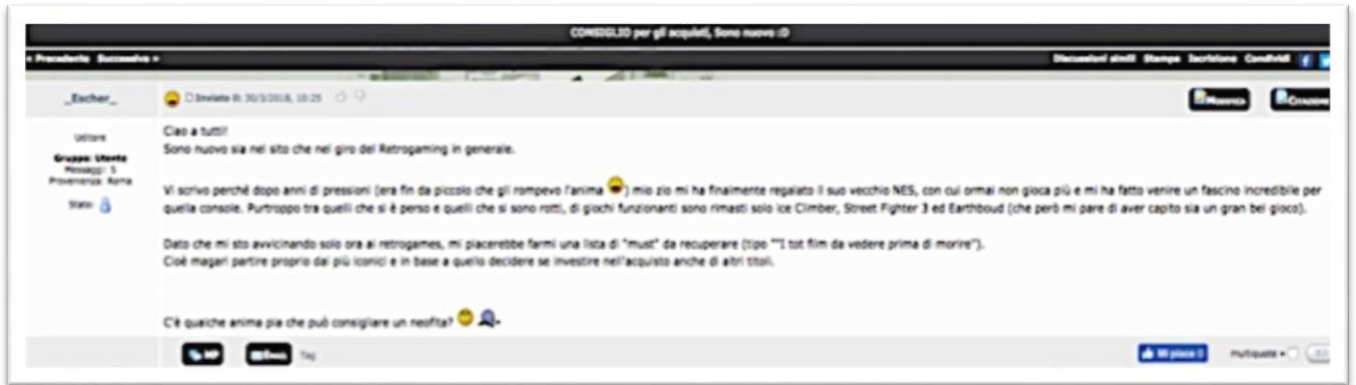 CONSIGLIO per gli acquisti, Sono nuovo :D
« Precedente Successiva »
Discussioni simili Stampa Iscrizione Condividi
_Escher_
Inviato il: 30/3/2018, 10:25
MODIFICA
CITAZIONE
Uditore
Gruppo: Utente
Messaggi: 5
Provenienza: Roma
Stato:
Ciao a tutti!
Sono nuovo sia nel sito che nel giro del Retrogaming in generale.
Vi scrivo perché dopo anni di pressioni (era fin da piccolo che gli rompevo l'anima ) mio zio mi ha finalmente regalato il suo vecchio NES, con cui ormai non gioca più e mi ha fatto venire un fascino incredibile per
quella console. Purtroppo tra quelli che si è perso e quelli che si sono rotti, di giochi funzionanti sono rimasti solo ice Climber, Street Fighter 3 ed Earthboud (che però mi pare di aver capito sia un gran bel gioco).
Dato che mi sto avvicinando solo ora ai retrogames, mi piacerebbe farmi una lista di "must" da recuperare (tipo ""I tot film da vedere prima di morire").
Cioè magari partire proprio dai più iconici e in base a quello decidere se investire nell'acquisto anche di altri titoli.
C'è qualche anima pia che può consigliare un neofita?
MP
EMAIL
Tag
Mi piace 0
multiquote